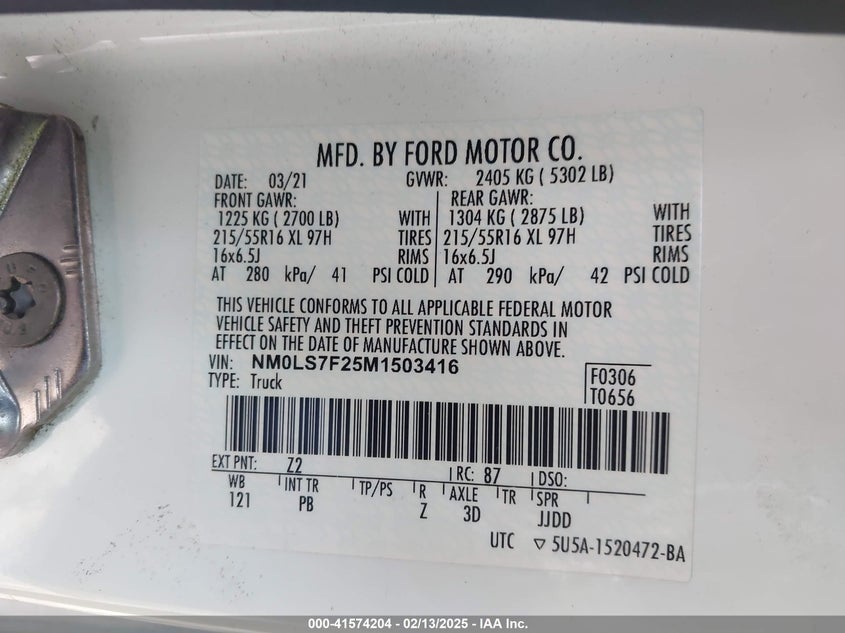 MFD. BY FORD MOTOR CO.
DATE: 03/21 GVWR: 2405 KG ( 5302 LB)
FRONT GAWR: REAR GAWR:
1225 KG ( 2700 LB) WITH 1304 KG ( 2875 LB) WITH
215/55R16 XL 97H TIRES 215/55R16 XL 97H TIRES
16x6.5J RIMS 16x6.5J RIMS
AT 280 kPa/ 41 PSI COLD AT 290 kPa/ 42 PSI COLD
THIS VEHICLE CONFORMS TO ALL APPLICABLE FEDERAL MOTOR
VEHICLE SAFETY AND THEFT PREVENTION STANDARDS IN
EFFECT ON THE DATE OF MANUFACTURE SHOWN ABOVE.
VIN: NM0LS7F25M1503416
TYPE: Truck
F0306
T0656
EXT PNT: Z2 RC: 87 DSO:
WB INT TR TP/PS R AXLE TR SPR
121 PB Z 3D JJDD
UTC ▽ 5U5A-1520472-BA
000-41574204 — 02/13/2025 - IAA Inc.